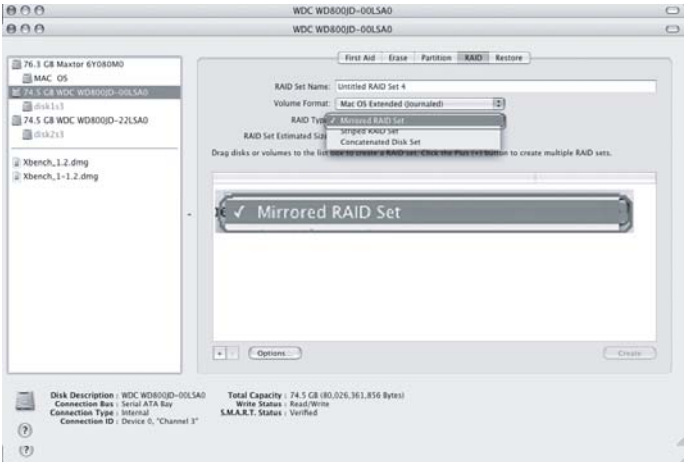 WDC WD800JD-00LSA0
WDC WD800JD-00LSA0
76.3 GB Maxtor 6Y080M0
MAC OS
74.5 GB WDC WD800JD-00LSA0
disk1s3
74.5 GB WDC WD800JD-22LSA0
disk2s3
Xbench_1.2.dmg
Xbench_1-1.2.dmg
First Aid Erase Partition RAID Restore
RAID Set Name: Untitled RAID Set 4
Volume Format: Mac OS Extended (Journaled)
RAID Type ✓ Mirrored RAID Set
Striped RAID Set
RAID Set Estimated Size
Concatenated Disk Set
Drag disks or volumes to the list box to create a RAID set. Click the Plus (+) button to create multiple RAID sets.
✓ Mirrored RAID Set
+ - Options... Create
Disk Description : WDC WD800JD-00LSA0
Connection Bus : Serial ATA Bay
Connection Type : Internal
Connection ID : Device 0, "Channel 3"
Total Capacity : 74.5 GB (80,026,361,856 Bytes)
Write Status : Read/Write
S.M.A.R.T. Status : Verified
?
?